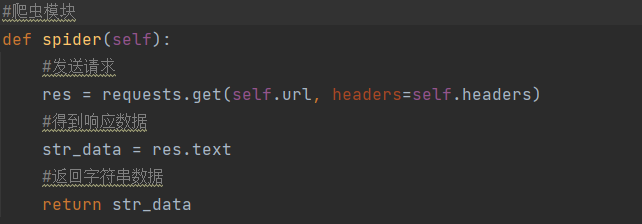 #爬虫模块
def spider(self):
    #发送请求
    res = requests.get(self.url, headers=self.headers)
    #得到响应数据
    str_data = res.text
    #返回字符串数据
    return str_data